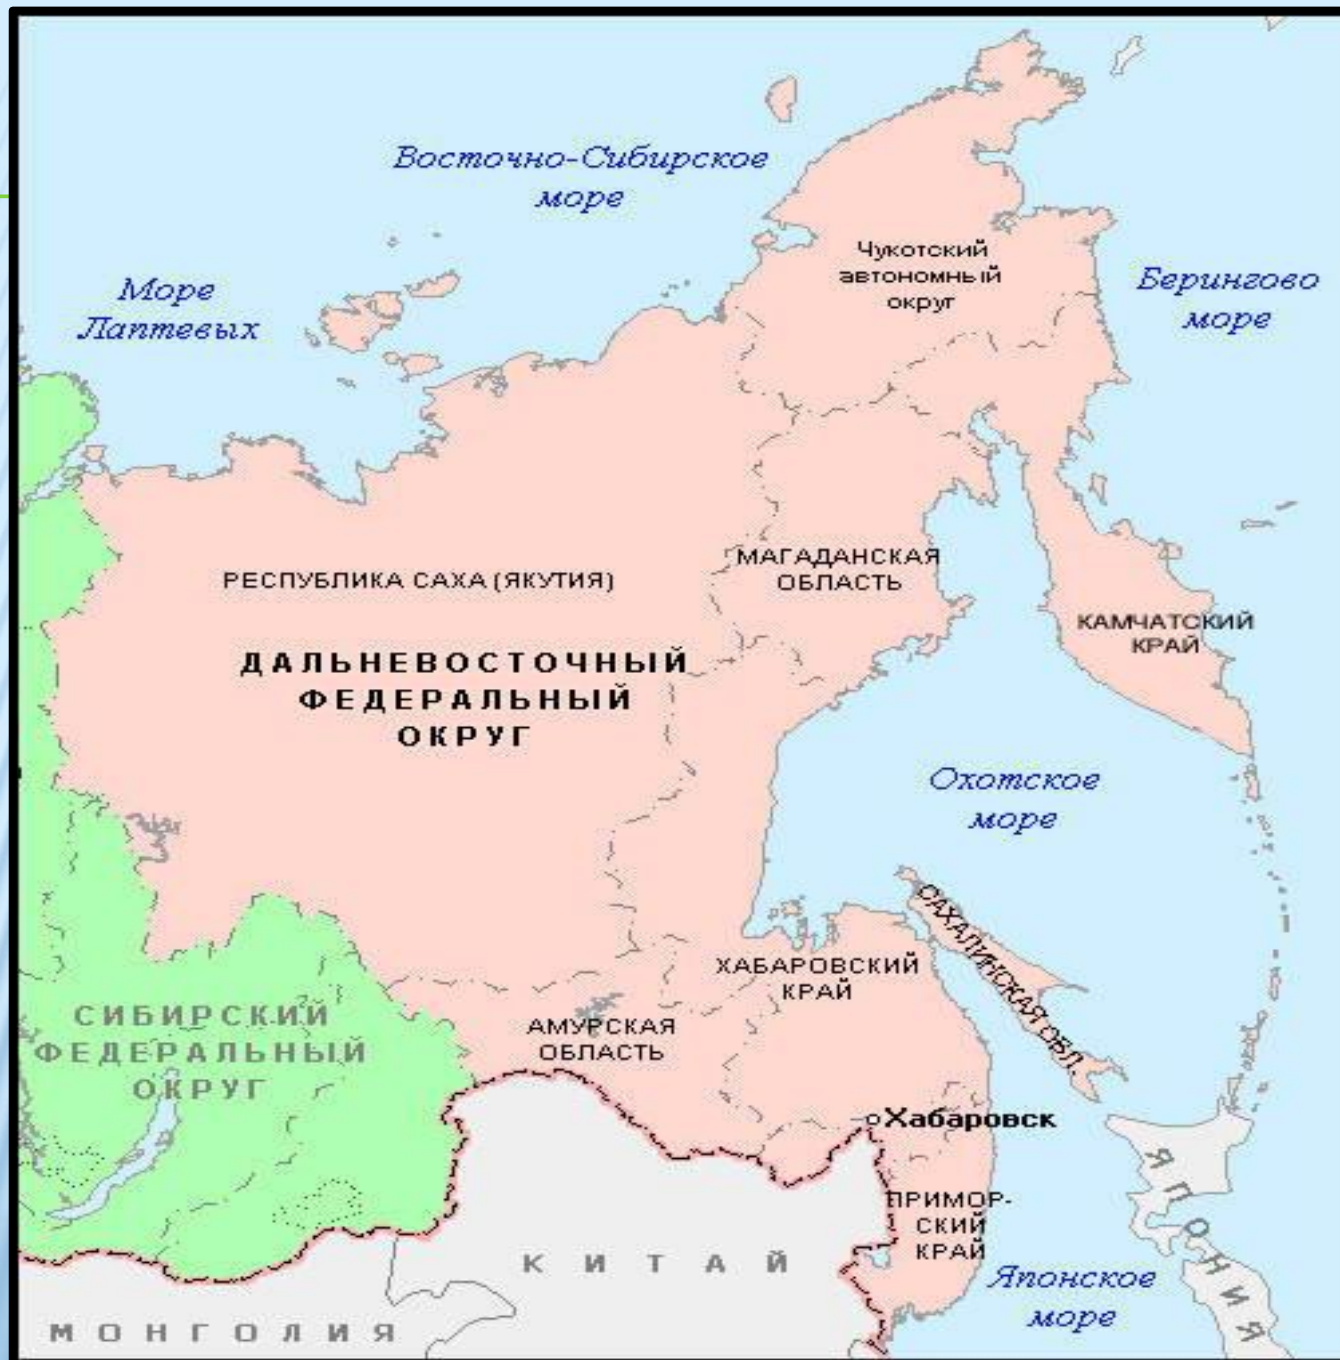 Восточно-Сибирское
море
Чукотский
автономный
округ
Море
Лаптевых
Берингово
море
МАГАДАНСКАЯ
ОБЛАСТЬ
РЕСПУБЛИКА САХА (ЯКУТИЯ)
КАМЧАТСКИЙ
КРАЙ
ДАЛЬНЕВОСТОЧНЫЙ
ФЕДЕРАЛЬНЫЙ
ОКРУГ
Охотское
море
САХАЛИНСКАЯ ОБЛ.
ХАБАРОВСКИЙ
КРАЙ
СИБИРСКИЙ
ФЕДЕРАЛЬНЫЙ
ОКРУГ
АМУРСКАЯ
ОБЛАСТЬ
Хабаровск
ПРИМОР-
СКИЙ
КРАЙ
ЯПОНИЯ
КИТАЙ
Японское
море
МОНГОЛИЯ